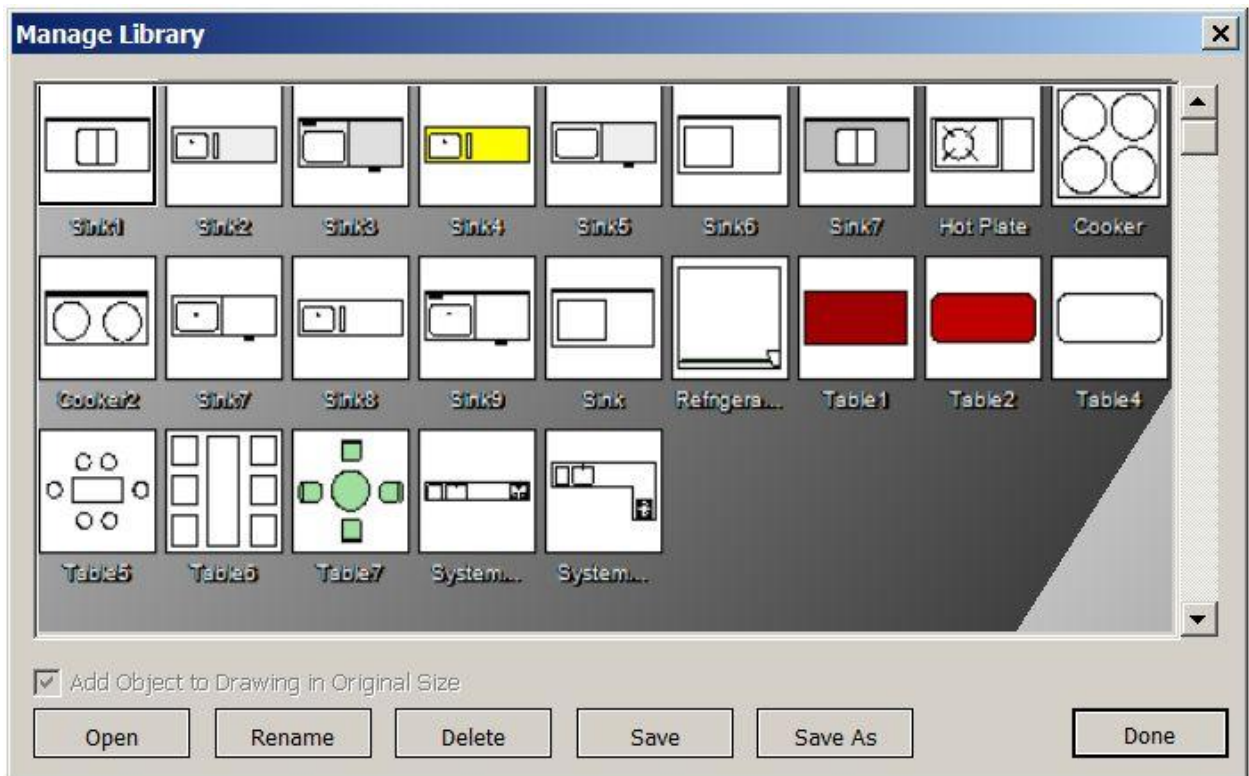 Manage Library
Sink1 Sink2 Sink3 Sink4 Sink5 Sink6 Sink7 Hot Plate Cooker
Cooker2 Sink7 Sink8 Sink9 Sink Refrigera... Table1 Table2 Table4
Table5 Table6 Table7 System... System...
Add Object to Drawing in Original Size
Open Rename Delete Save Save As Done